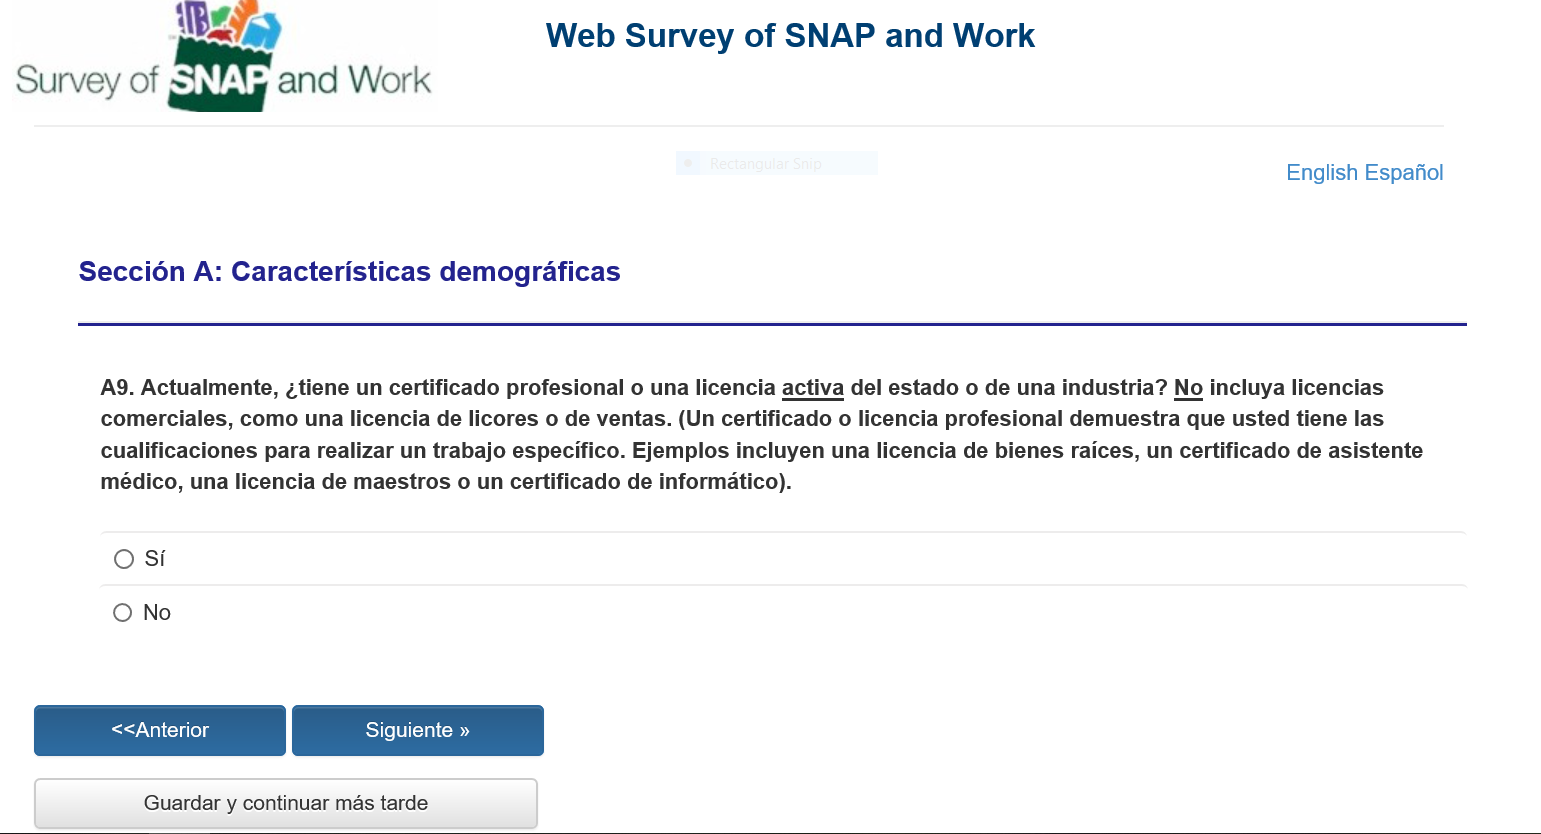 Survey of SNAP and Work
Web Survey of SNAP and Work
Rectangular Snip
English Español
Sección A: Características demográficas
A9. Actualmente, ¿tiene un certificado profesional o una licencia activa del estado o de una industria? No incluya licencias
comerciales, como una licencia de licores o de ventas. (Un certificado o licencia profesional demuestra que usted tiene las
cualificaciones para realizar un trabajo específico. Ejemplos incluyen una licencia de bienes raíces, un certificado de asistente
médico, una licencia de maestros o un certificado de informático).
Sí
No
<<Anterior
Siguiente »
Guardar y continuar más tarde